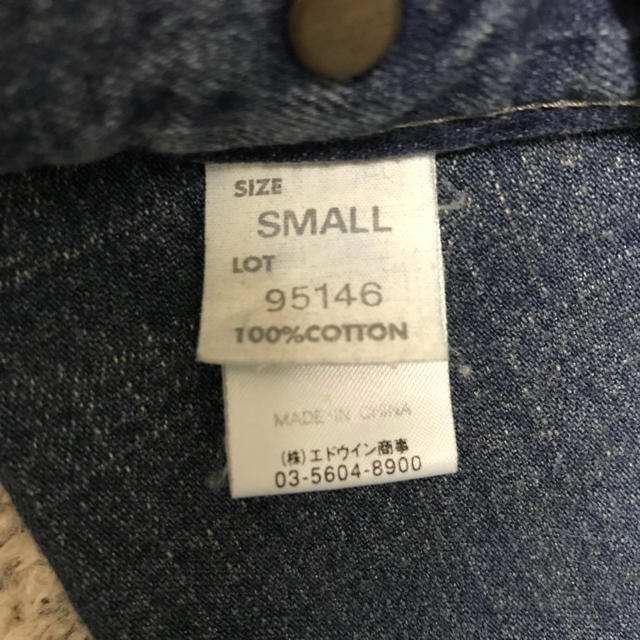 SIZE
SMALL
LOT
95146
100%COTTON
MADE IN CHINA
(株)エドウイン商事
03-5604-8900